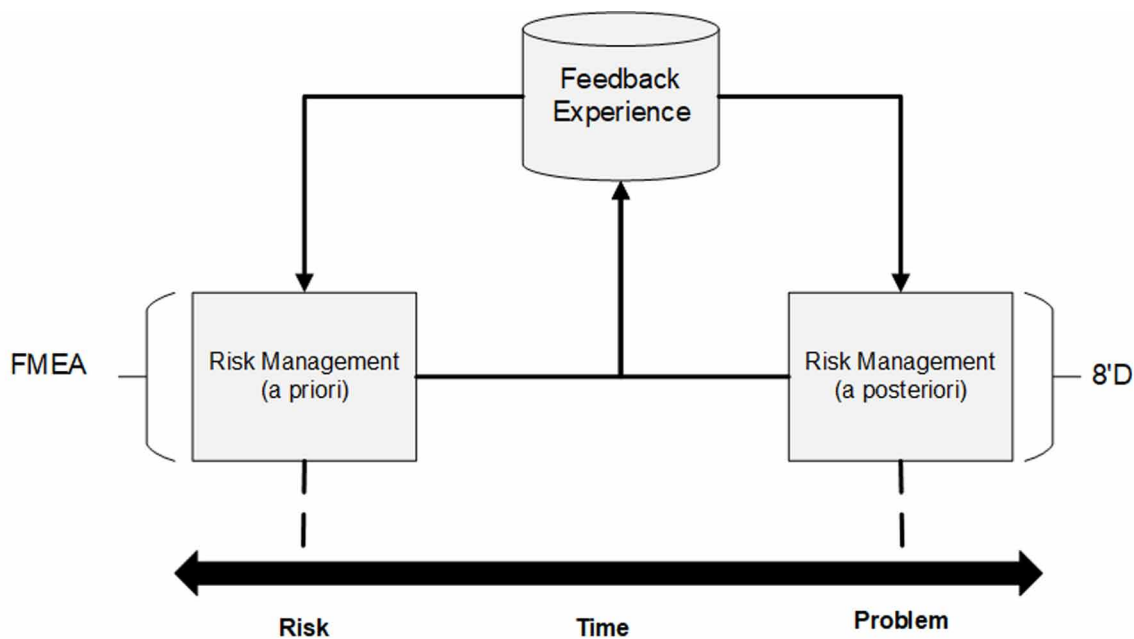 Feedback
Experience
FMEA
Risk Management
(a priori)
Risk Management
(a posteriori)
8'D
Risk
Time
Problem